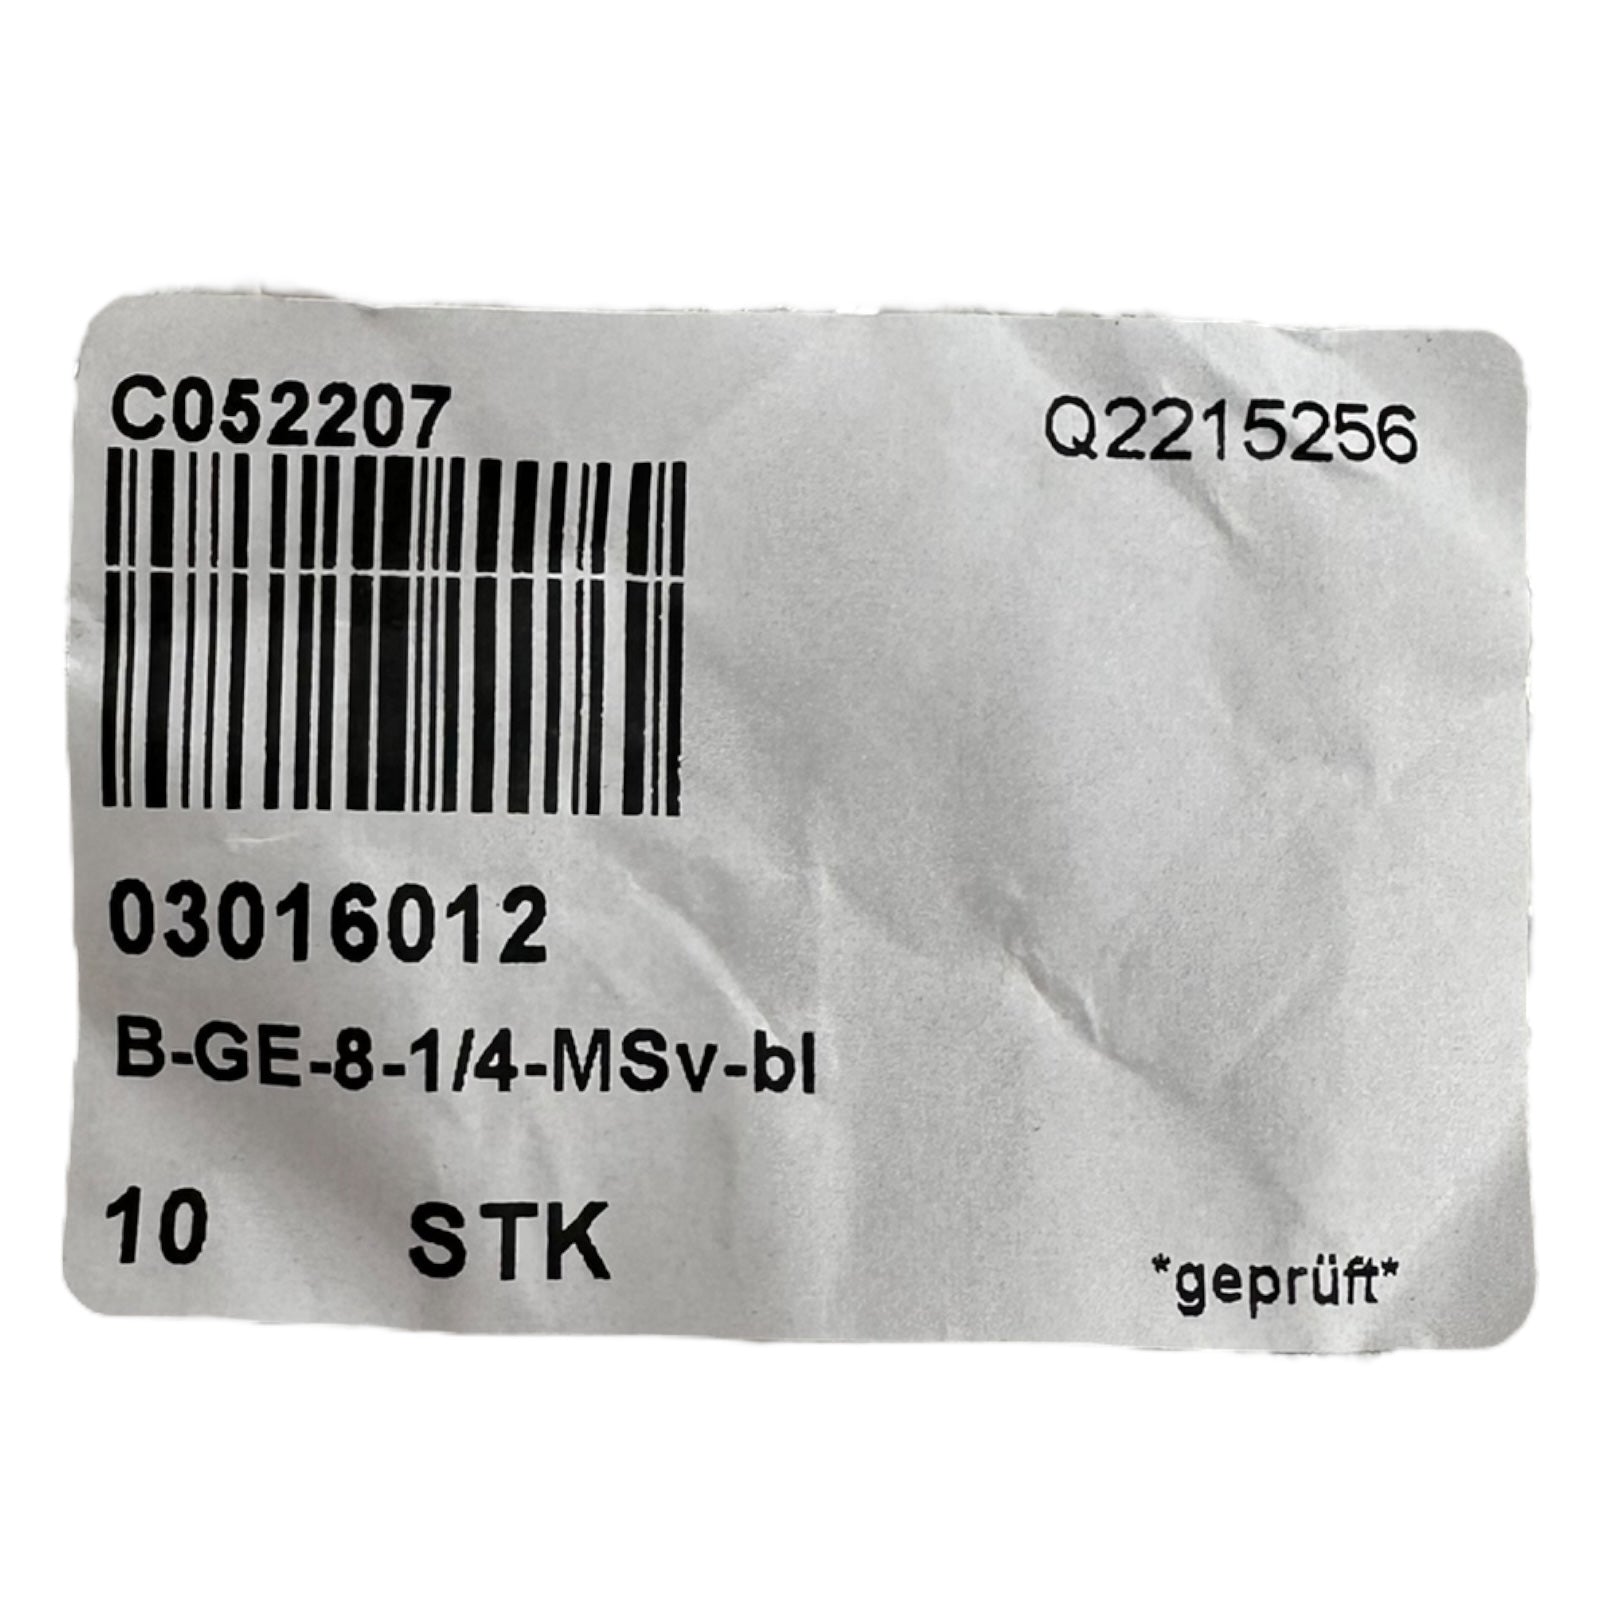 C052207
Q2215256
03016012
B-GE-8-1/4-MSv-bl
10 STK
*geprüft*